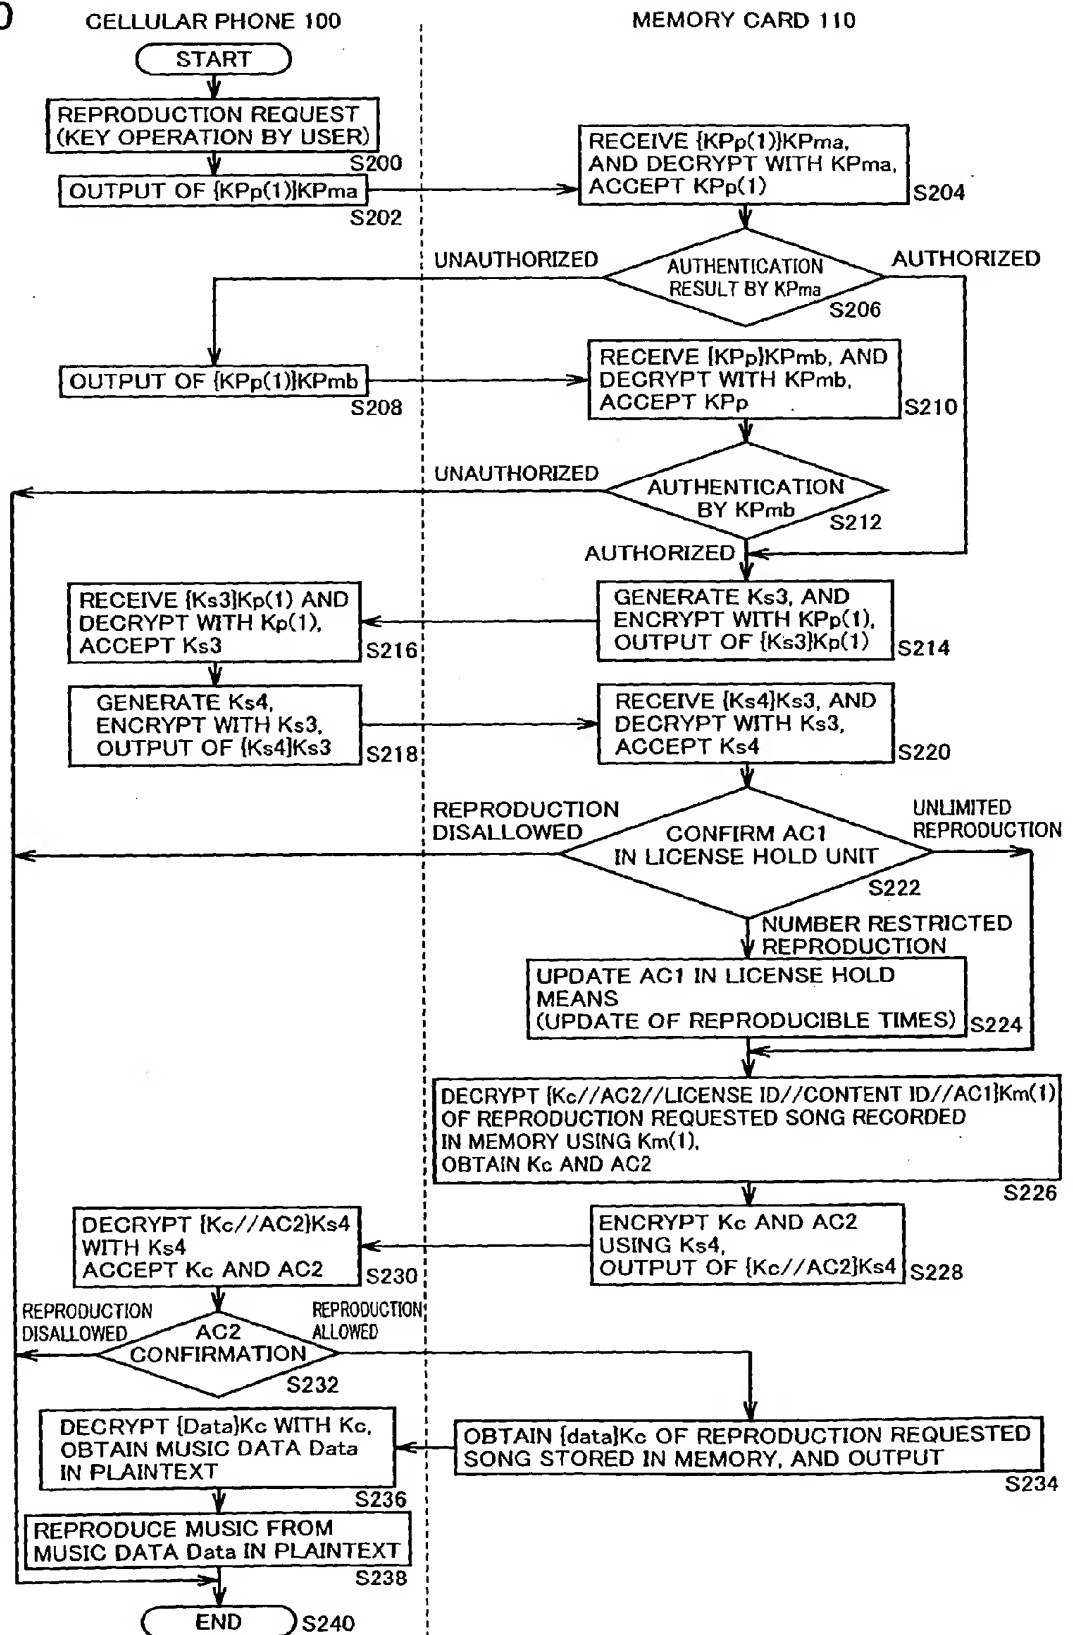 CELLULAR PHONE 100
MEMORY CARD 110
START
REPRODUCTION REQUEST
(KEY OPERATION BY USER)
S200
OUTPUT OF {KPp(1)}KPma
S202
RECEIVE {KPp(1)}KPma,
AND DECRYPT WITH KPma,
ACCEPT KPp(1)
S204
UNAUTHORIZED
AUTHENTICATION
RESULT BY KPma
AUTHORIZED
S206
OUTPUT OF {KPp(1)}KPmb
S208
RECEIVE {KPp}KPmb, AND
DECRYPT WITH KPmb,
ACCEPT KPp
S210
UNAUTHORIZED
AUTHENTICATION
BY KPmb
S212
AUTHORIZED
GENERATE Ks3, AND
ENCRYPT WITH KPp(1),
OUTPUT OF {Ks3}Kp(1)
S214
RECEIVE {Ks3}Kp(1) AND
DECRYPT WITH Kp(1),
ACCEPT Ks3
S216
GENERATE Ks4,
ENCRYPT WITH Ks3,
OUTPUT OF {Ks4}Ks3
S218
RECEIVE {Ks4}Ks3, AND
DECRYPT WITH Ks3,
ACCEPT Ks4
S220
REPRODUCTION
DISALLOWED
CONFIRM AC1
IN LICENSE HOLD UNIT
UNLIMITED
REPRODUCTION
S222
NUMBER RESTRICTED
REPRODUCTION
UPDATE AC1 IN LICENSE HOLD
MEANS
(UPDATE OF REPRODUCIBLE TIMES)
S224
DECRYPT {Kc//AC2//LICENSE ID//CONTENT ID//AC1}Km(1)
OF REPRODUCTION REQUESTED SONG RECORDED
IN MEMORY USING Km(1),
OBTAIN Kc AND AC2
S226
ENCRYPT Kc AND AC2
USING Ks4,
OUTPUT OF {Kc//AC2}Ks4
S228
DECRYPT {Kc//AC2}Ks4
WITH Ks4
ACCEPT Kc AND AC2
S230
REPRODUCTION
DISALLOWED
AC2
CONFIRMATION
REPRODUCTION
ALLOWED
S232
OBTAIN {data}Kc OF REPRODUCTION REQUESTED
SONG STORED IN MEMORY, AND OUTPUT
S234
DECRYPT {Data}Kc WITH Kc,
OBTAIN MUSIC DATA Data
IN PLAINTEXT
S236
REPRODUCE MUSIC FROM
MUSIC DATA Data IN PLAINTEXT
S238
END
S240